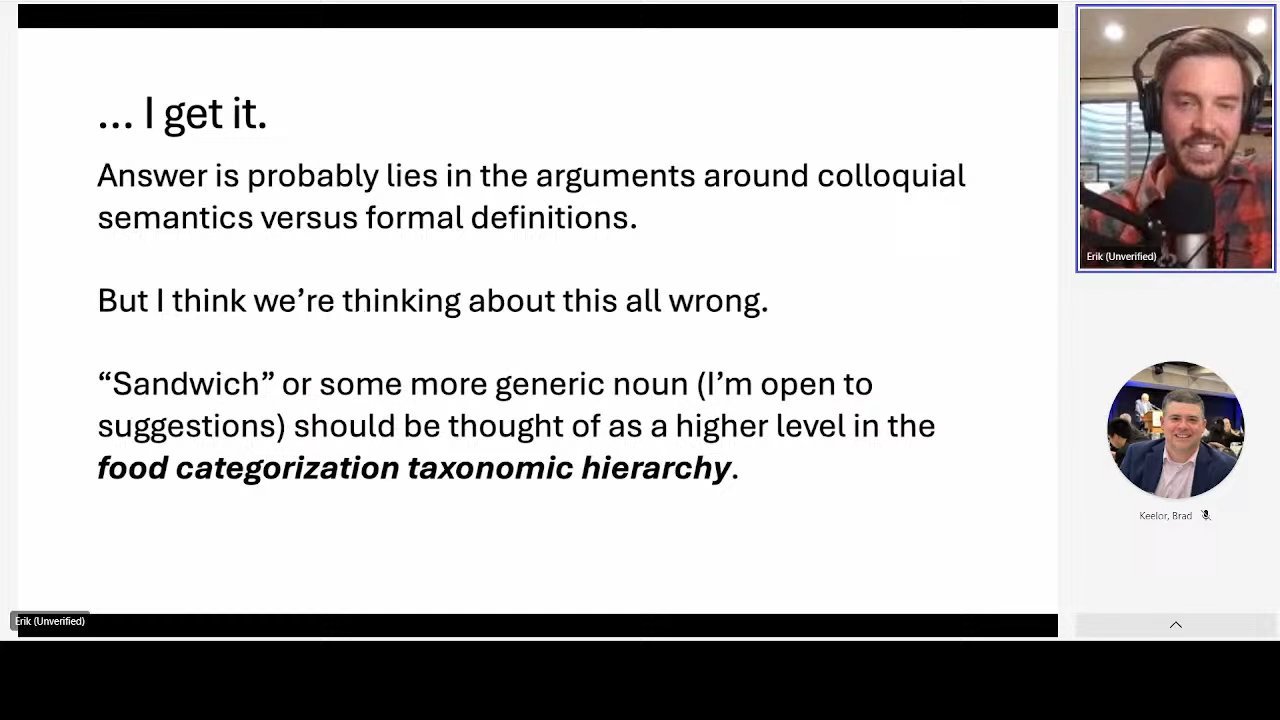 ... I get it.
Answer is probably lies in the arguments around colloquial
semantics versus formal definitions.
But I think we’re thinking about this all wrong.
“Sandwich” or some more generic noun (I’m open to
suggestions) should be thought of as a higher level in the
food categorization taxonomic hierarchy.
Erik (Unverified)
Erik (Unverified)
Keelor, Brad